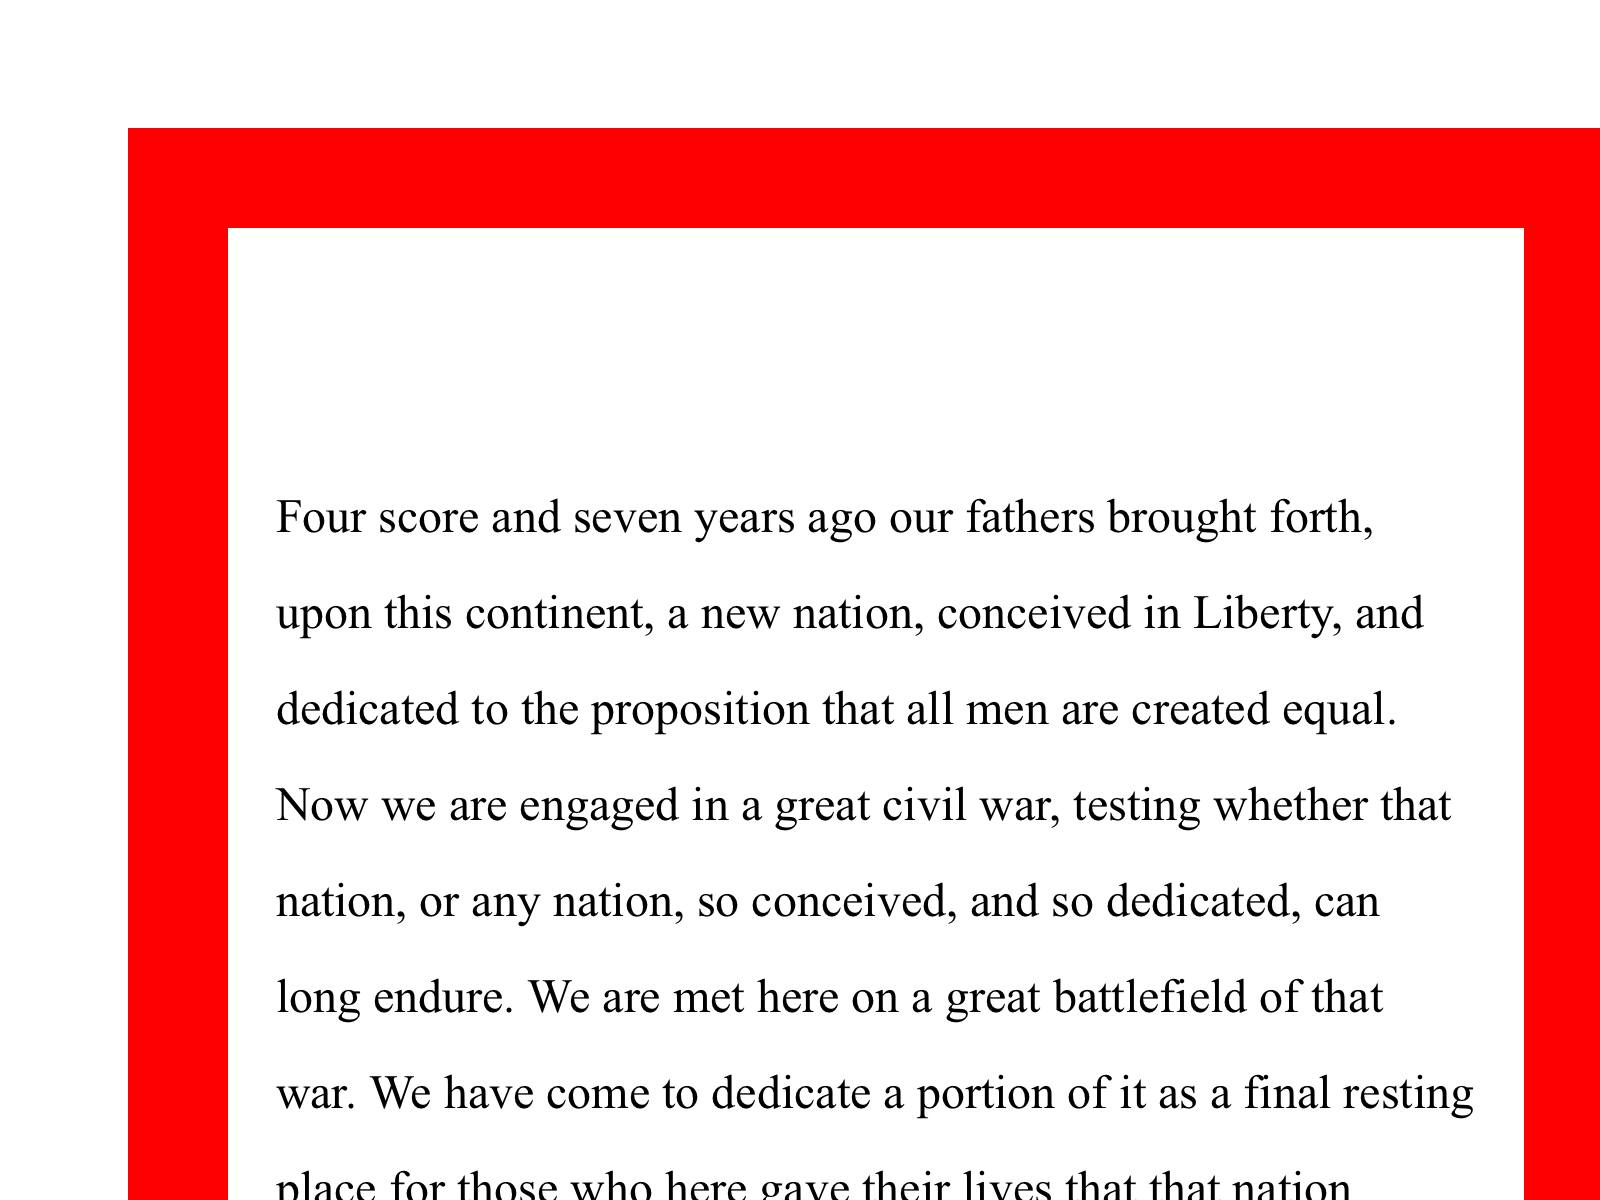 Four score and seven years ago our fathers brought forth,
upon this continent, a new nation, conceived in Liberty, and
dedicated to the proposition that all men are created equal.
Now we are engaged in a great civil war, testing whether that
nation, or any nation, so conceived, and so dedicated, can
long endure. We are met here on a great battlefield of that
war. We have come to dedicate a portion of it as a final resting
place for those who here gave their lives that that nation